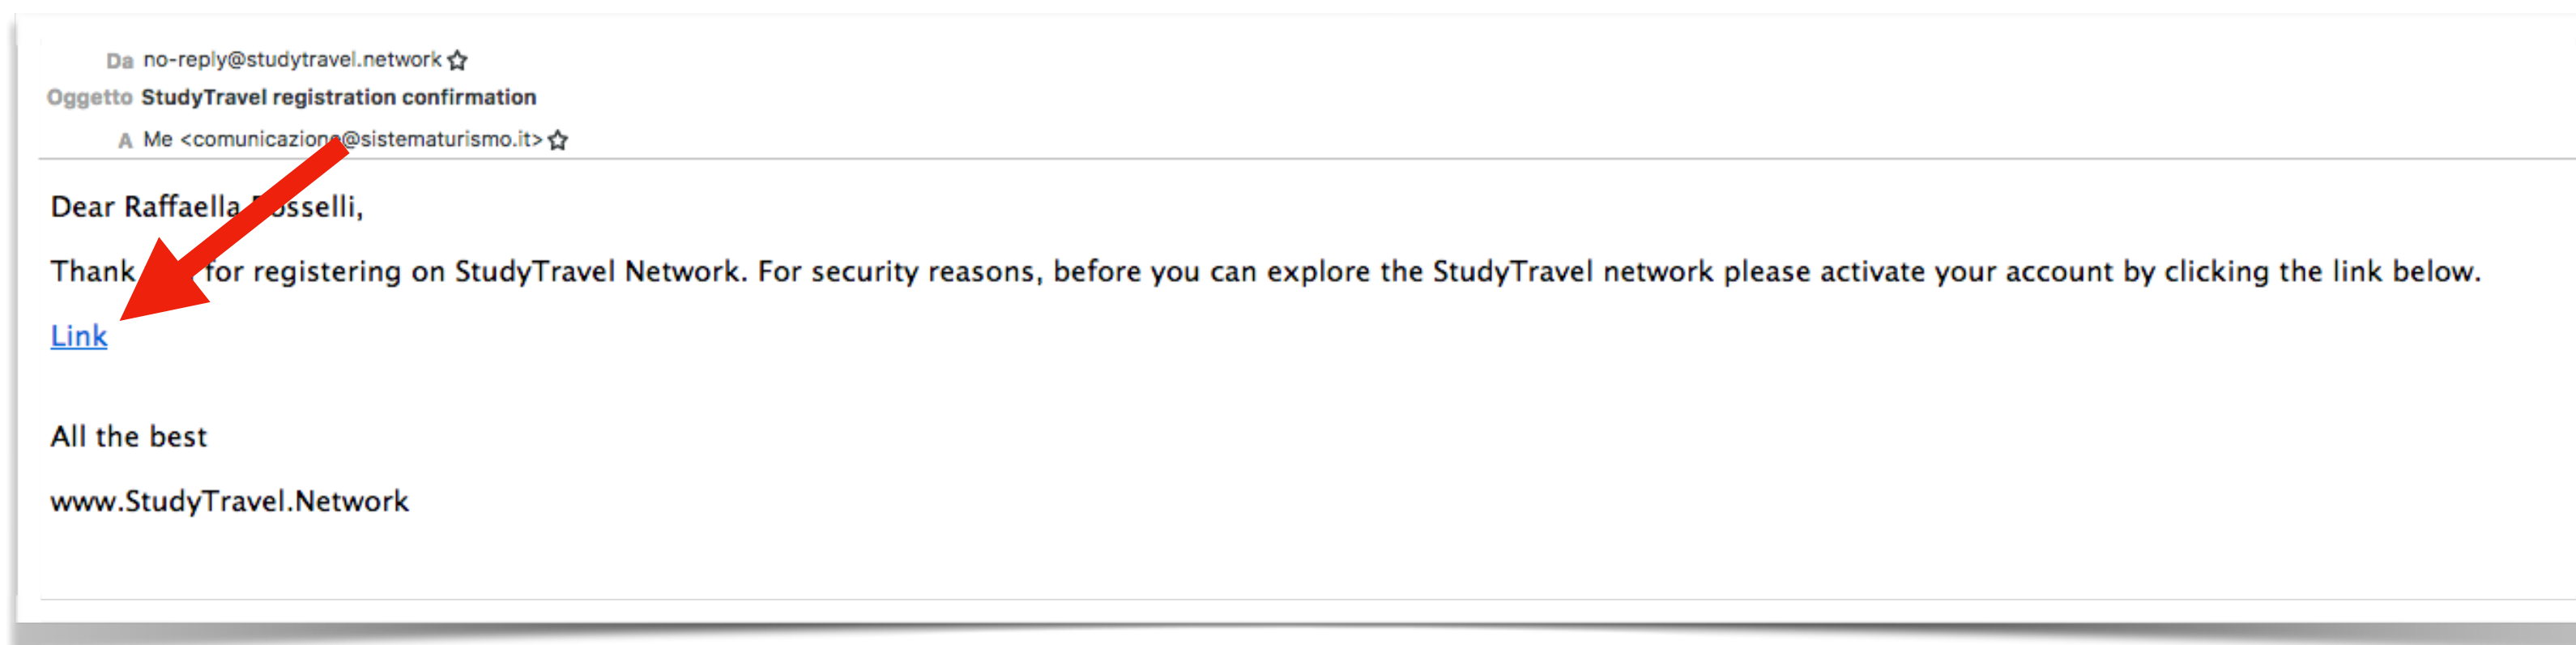 Da no-reply@studytravel.network
Oggetto StudyTravel registration confirmation
A Me <comunicazione@sistematurismo.it>
Dear Raffaella
Thank for registering on StudyTravel Network. For security reasons, before you can explore the StudyTravel network please activate your account by clicking the link below.
Link
All the best
www.StudyTravel.Network